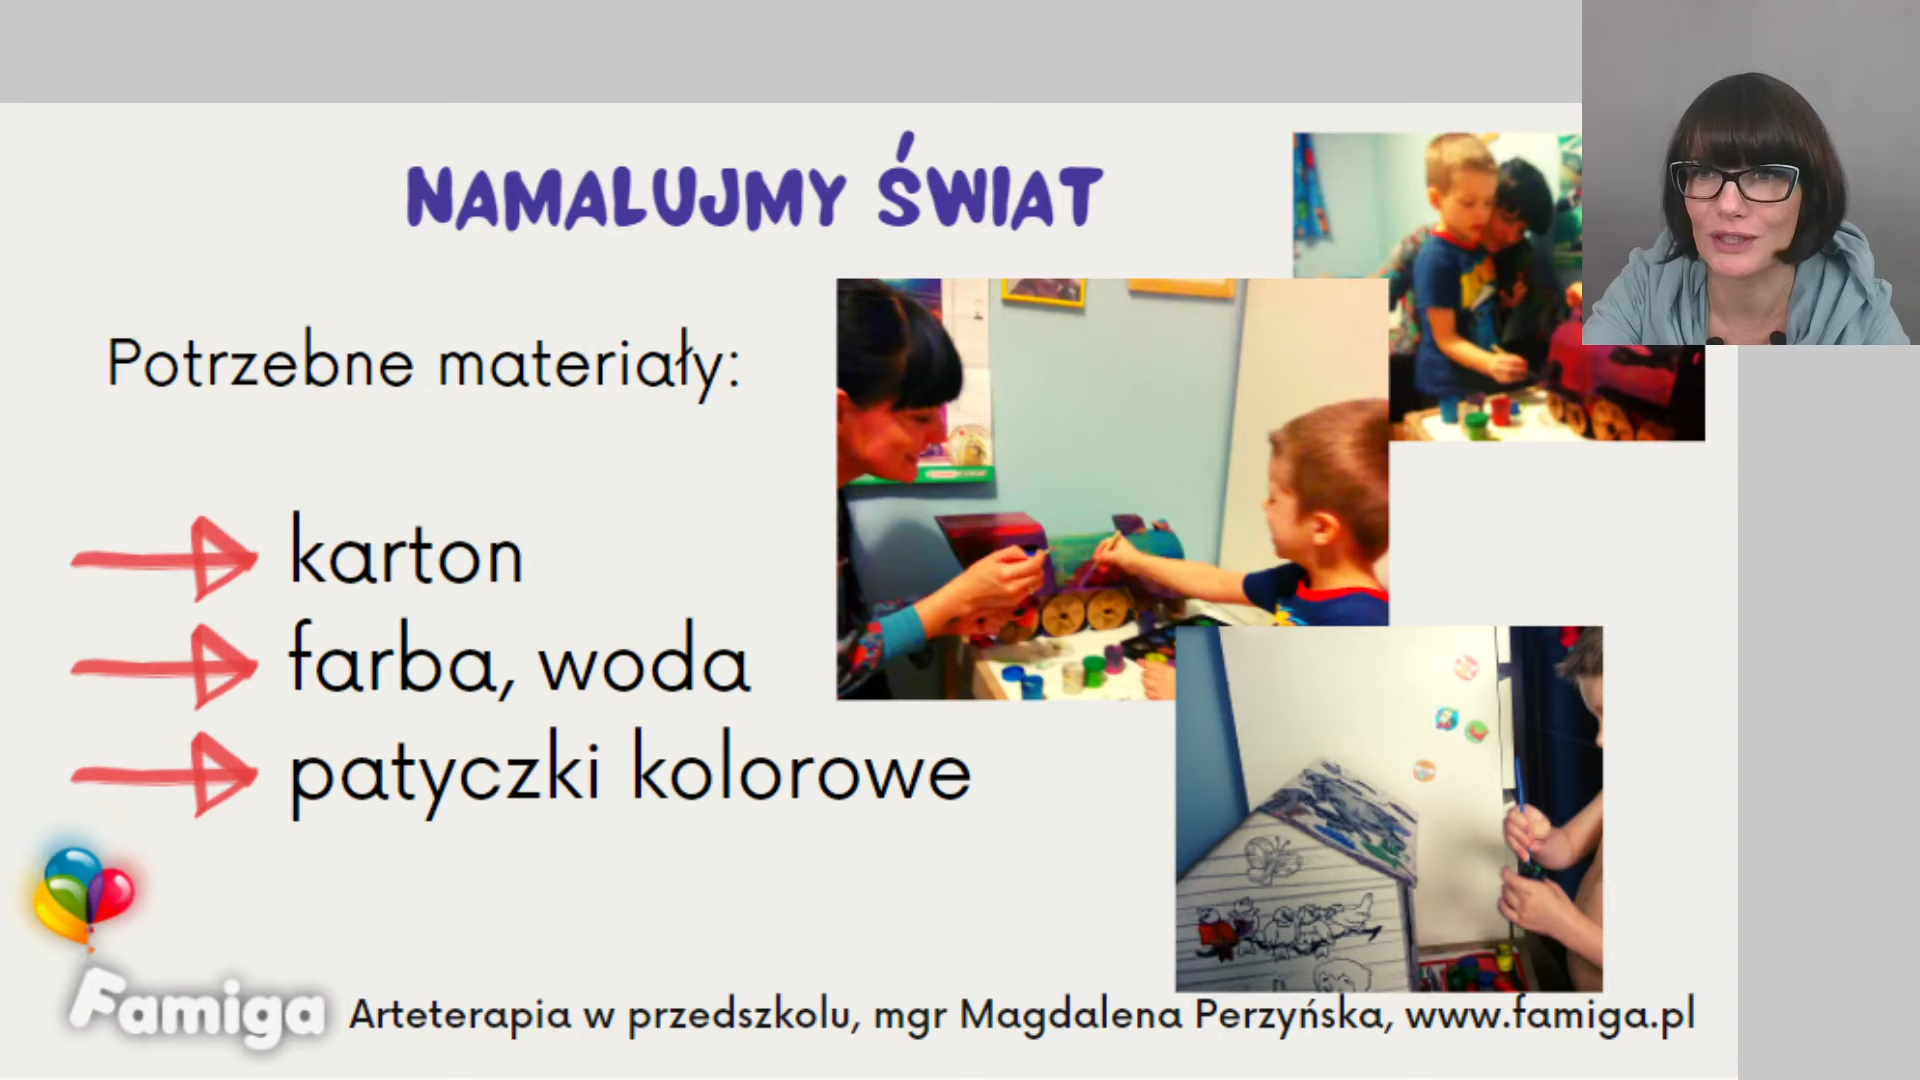 NAMALUJMY ŚWIAT
Potrzebne materiały:
karton
farba, woda
patyczki kolorowe
Famiga
Arteterapia w przedszkolu, mgr Magdalena Perzyńska, www.famiga.pl